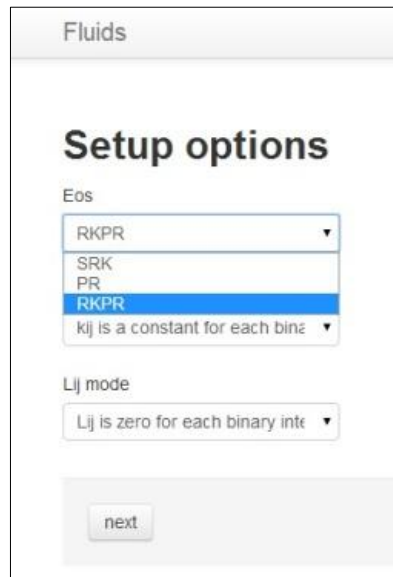 Fluids
Setup options
Eos
RKPR
SRK
PR
RKPR
kij is a constant for each bina
Lij mode
Lij is zero for each binary inte
next